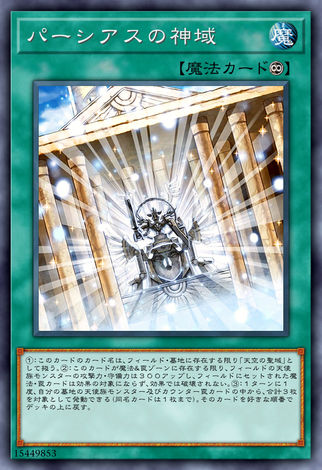 パーシアスの神域
魔
【魔法カード】
①：このカードのカード名は、フィールド・墓地に存在する限り「天空の聖域」と
して扱う。②：このカードが魔法＆罠ゾーンに存在する限り、フィールドの天使
族モンスターの攻撃力・守備力は３００アップし、フィールドにセットされた魔
法・罠カードは効果の対象にならず、効果では破壊されない。③：１ターンに１
度、自分の墓地の天使族モンスター及びカウンター罠カードの中から、合計３枚
を対象として発動できる（同名カードは１枚まで）。そのカードを好きな順番で
デッキの上に戻す。
15449853